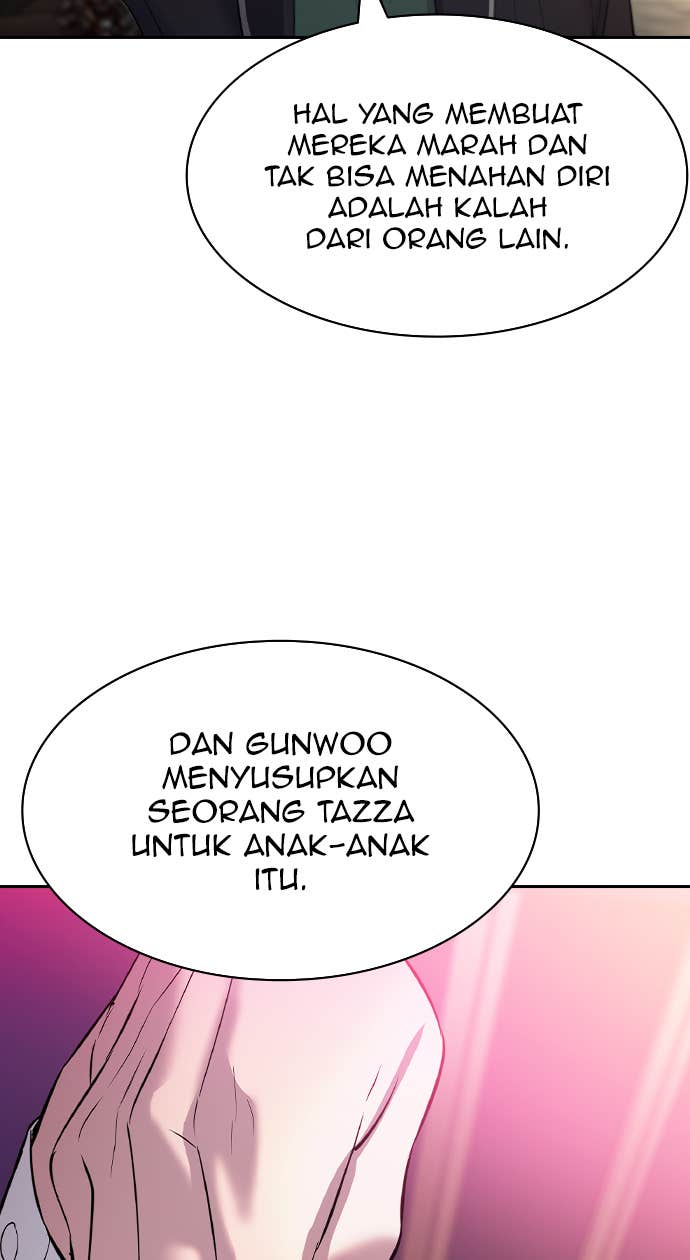 HAL YANG MEMBUAT
MEREKA MARAH DAN
TAK BISA MENAHAN DIRI
ADALAH KALAH
DARI ORANG LAIN.
DAN GUNWOO
MENYUSUPKAN
SEORANG TAZZA
UNTUK ANAK-ANAK
ITU.